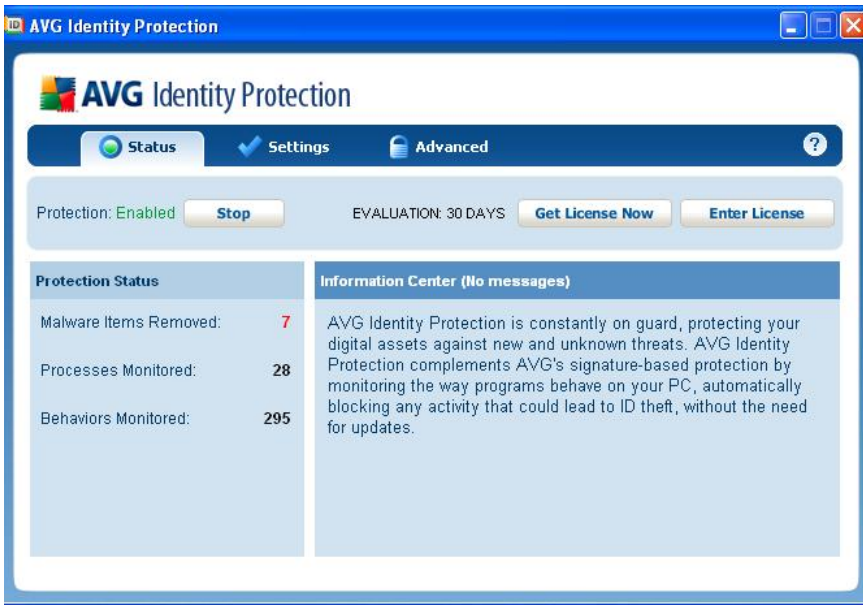 ID AVG Identity Protection
AVG Identity Protection
Status Settings Advanced ?
Protection: Enabled Stop EVALUATION: 30 DAYS Get License Now Enter License
Protection Status
Malware Items Removed: 7
Processes Monitored: 28
Behaviors Monitored: 295
Information Center (No messages)
AVG Identity Protection is constantly on guard, protecting your
digital assets against new and unknown threats. AVG Identity
Protection complements AVG's signature-based protection by
monitoring the way programs behave on your PC, automatically
blocking any activity that could lead to ID theft, without the need
for updates.